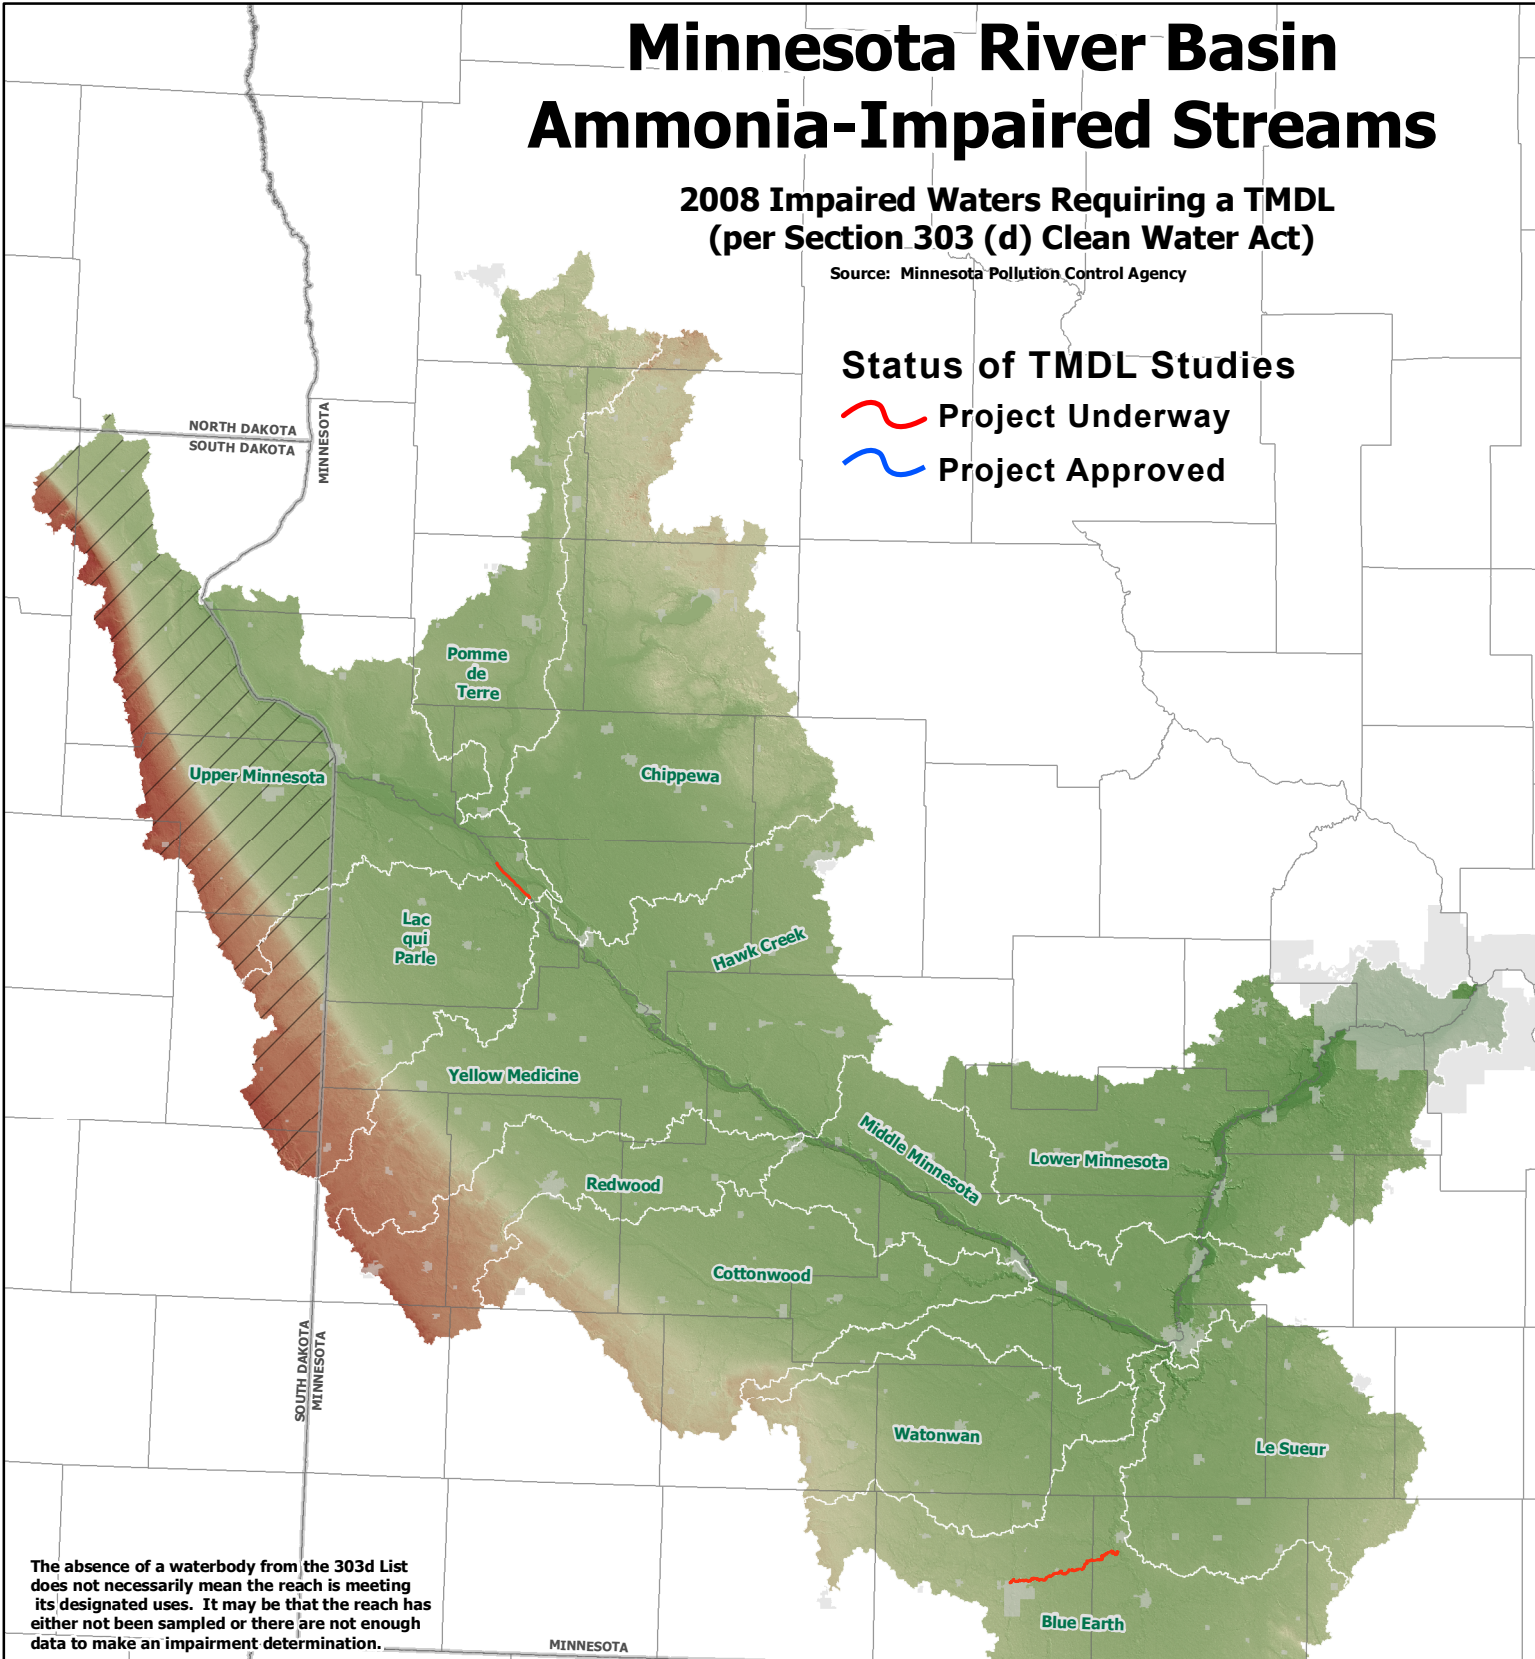 Minnesota River Basin
Ammonia-Impaired Streams
2008 Impaired Waters Requiring a TMDL
(per Section 303 (d) Clean Water Act)
Source: Minnesota Pollution Control Agency
Status of TMDL Studies
Project Underway
Project Approved
NORTH DAKOTA
SOUTH DAKOTA
MINNESOTA
Pomme
de
Terre
Upper Minnesota
Chippewa
Lac
qui
Parle
Hawk Creek
Yellow Medicine
Middle Minnesota
Lower Minnesota
Redwood
Cottonwood
SOUTH DAKOTA
MINNESOTA
Watonwan
Le Sueur
Blue Earth
The absence of a waterbody from the 303d List
does not necessarily mean the reach is meeting
its designated uses. It may be that the reach has
either not been sampled or there are not enough
data to make an impairment determination.
MINNESOTA